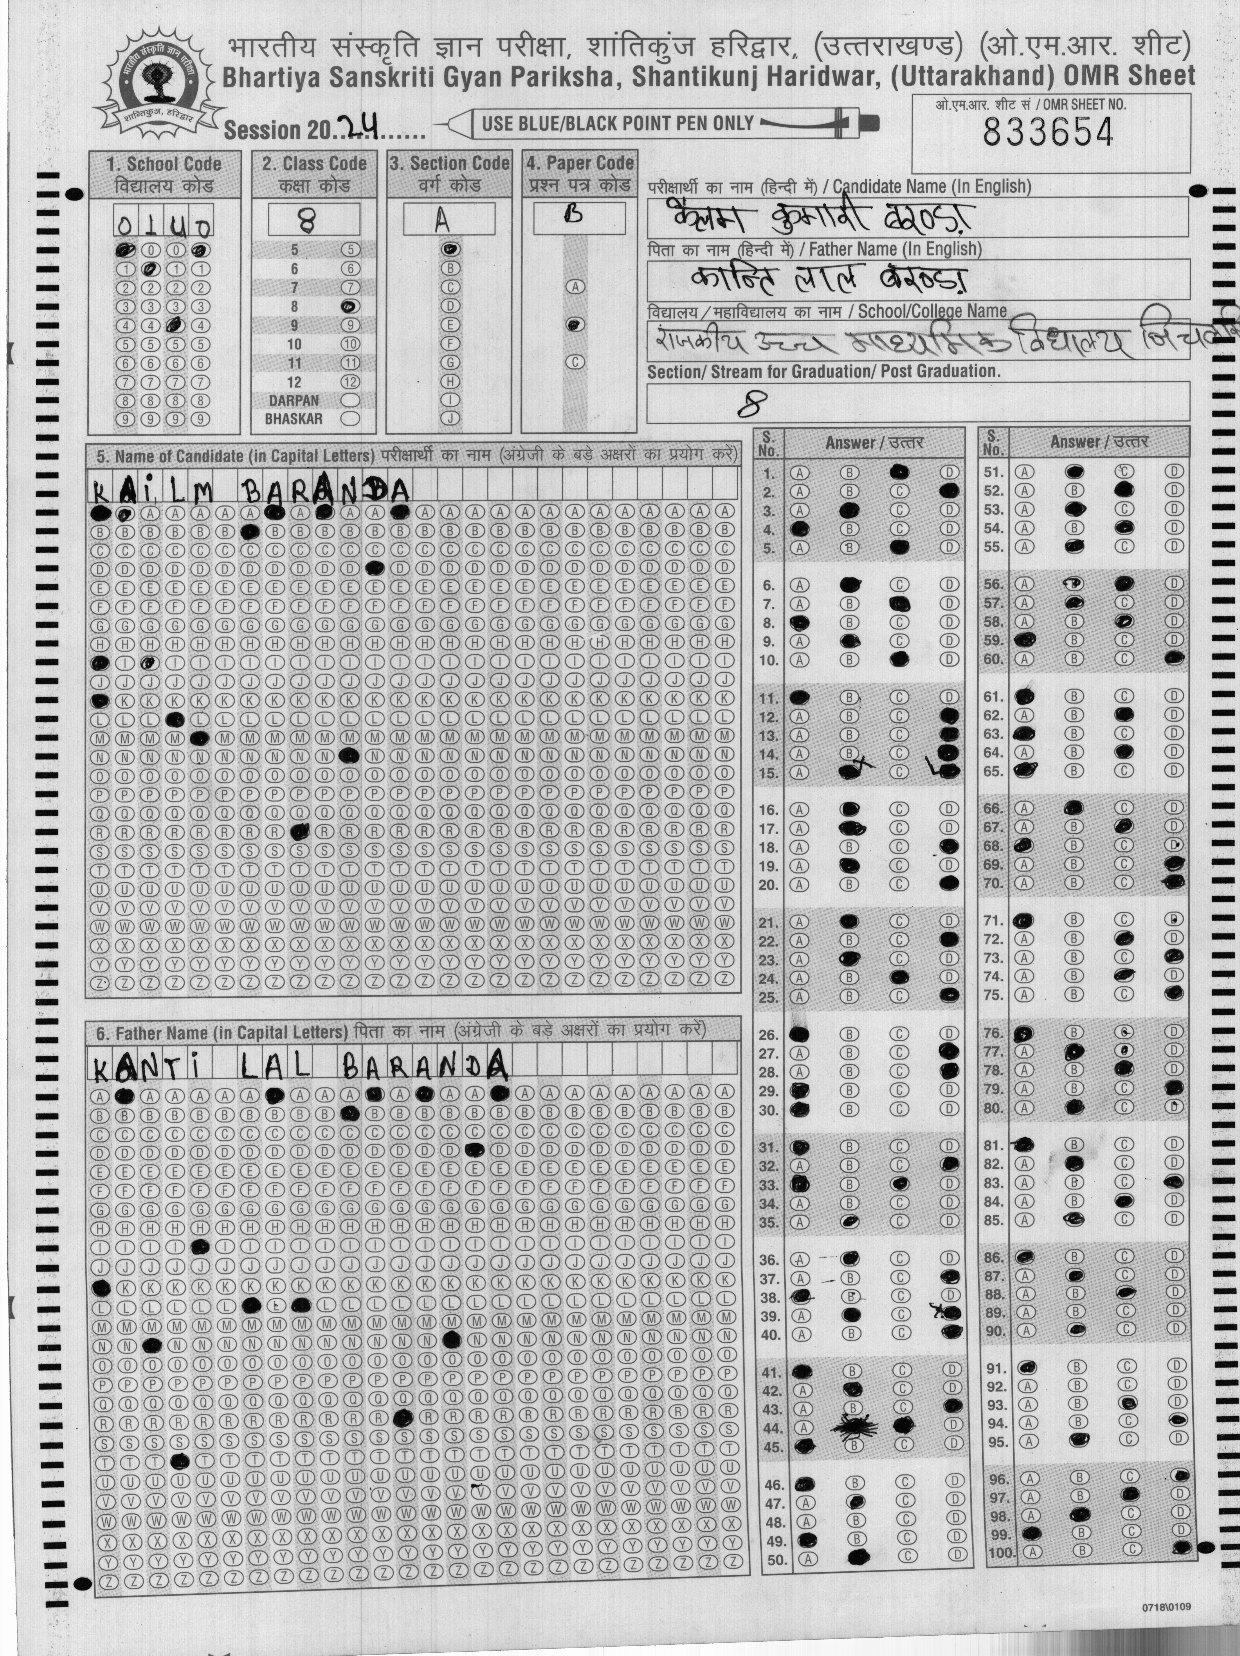 भारतीय संस्कृति ज्ञान परीक्षा, शांतिकुंज हरिद्वार, (उत्तराखण्ड) (ओ.एम.आर. शीट)
Bhartiya Sanskriti Gyan Pariksha, Shantikunj Haridwar, (Uttarakhand) OMR Sheet
Session 2024
USE BLUE/BLACK POINT PEN ONLY
ओ.एम.आर. शीट सं / OMR SHEET NO.
833654
1. School Code
विद्यालय कोड
0140
2. Class Code
कक्षा कोड
8
5
6
7
8
9
10
11
12
DARPAN
BHASKAR
3. Section Code
वर्ग कोड
A
4. Paper Code
प्रश्न पत्र कोड
B
परीक्षार्थी का नाम (हिन्दी में) / Candidate Name (In English)
कैलम कुमारी बरण्डा
पिता का नाम (हिन्दी में) / Father Name (In English)
कान्ति लाल बरण्डा
विद्यालय/महाविद्यालय का नाम / School/College Name
राजकीय उच्च माध्यमिक विद्यालय
Section/ Stream for Graduation/ Post Graduation.
8
5. Name of Candidate (in Capital Letters) परीक्षार्थी का नाम (अंग्रेजी के बडे अक्षरों का प्रयोग करें)
KAiLM BARANDA
6. Father Name (in Capital Letters) पिता का नाम (अंग्रेजी के बडे अक्षरों का प्रयोग करें)
KANTi LAL BARANDA
S. No. Answer / उत्तर
S. No. Answer / उत्तर
0718\0109